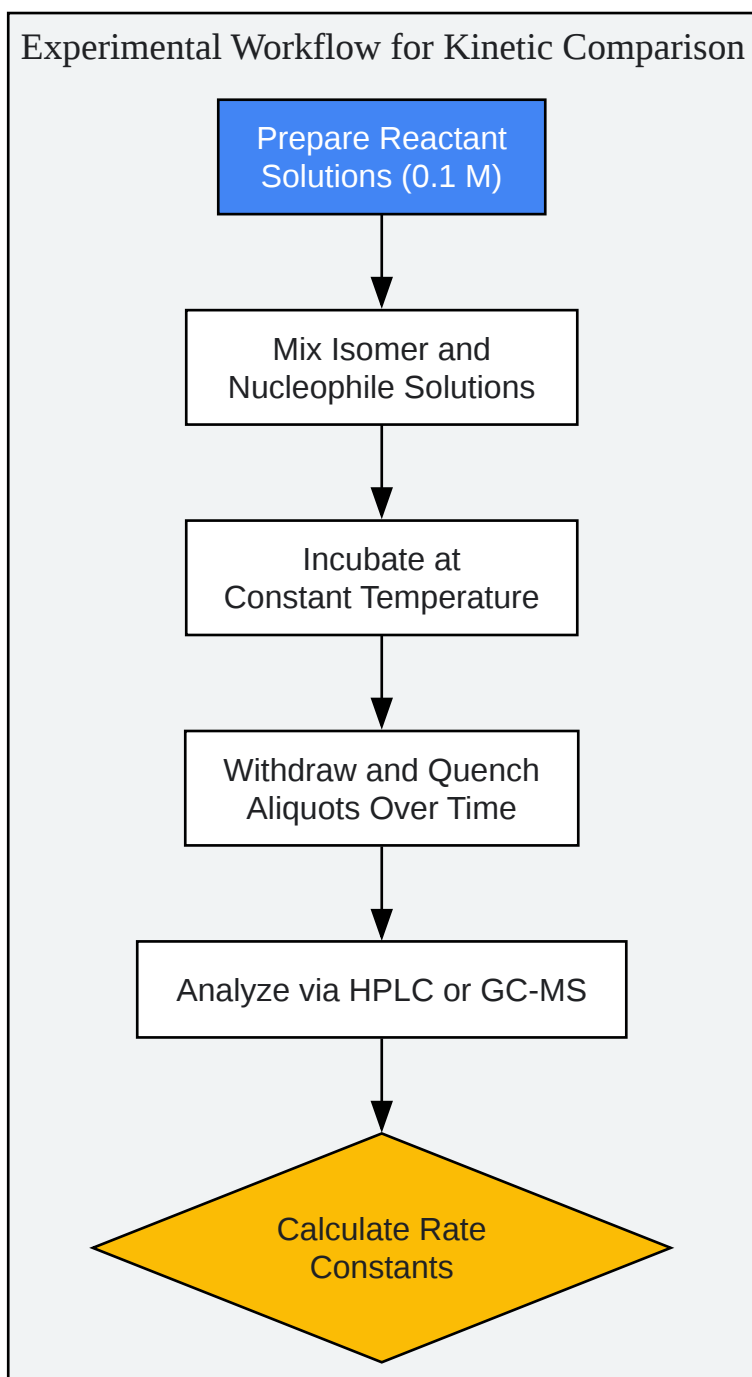 Experimental Workflow for Kinetic Comparison
Prepare Reactant
Solutions (0.1 M)
Mix Isomer and
Nucleophile Solutions
Incubate at
Constant Temperature
Withdraw and Quench
Aliquots Over Time
Analyze via HPLC or GC-MS
Calculate Rate
Constants